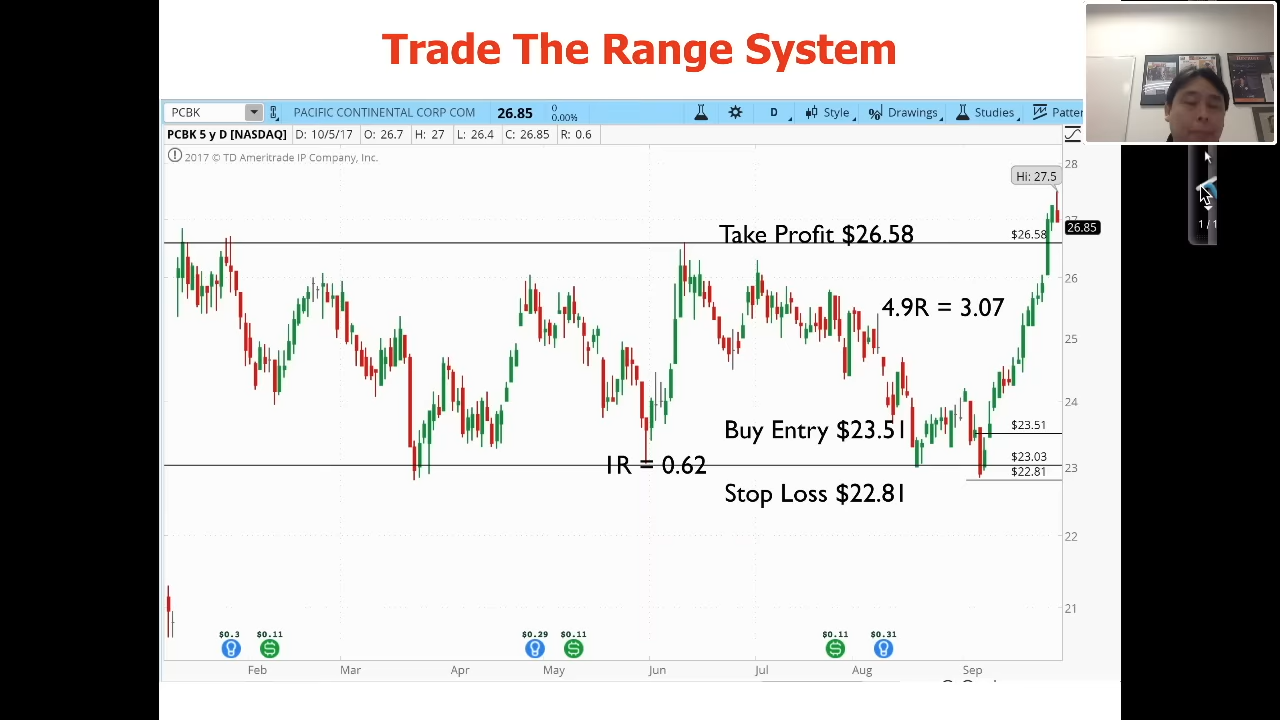 Trade The Range System
PCBK PACIFIC CONTINENTAL CORP COM 26.85 0 0.00% D Style Drawings Studies Patter
PCBK 5 y D [NASDAQ] D: 10/5/17 O: 26.7 H: 27 L: 26.4 C: 26.85 R: 0.6
2017 © TD Ameritrade IP Company, Inc.
28
Hi: 27.5
27
26.85
Take Profit $26.58
$26.58
26
4.9R = 3.07
25
24
Buy Entry $23.51
$23.51
1R = 0.62
$23.03
23
$22.81
Stop Loss $22.81
22
21
$0.3 $0.11 $0.29 $0.11 $0.11 $0.31
Feb Mar Apr May Jun Jul Aug Sep
1 / 1